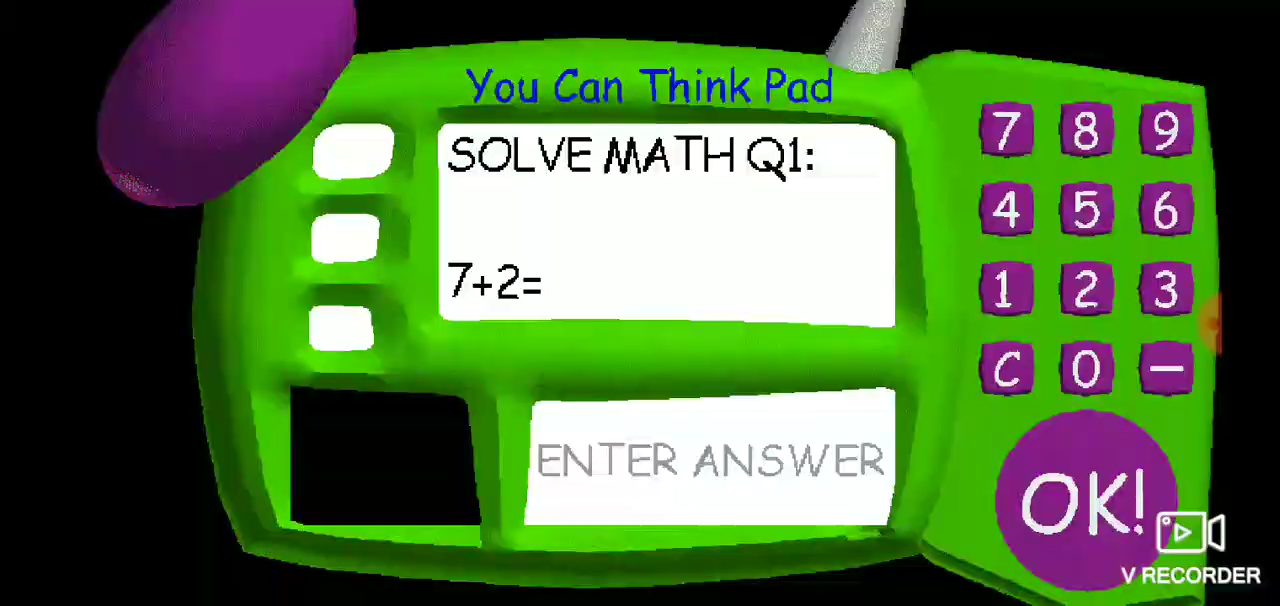 You Can Think Pad
SOLVE MATH Q1:
7+2=
ENTER ANSWER
7 8 9
4 5 6
1 2 3
C 0 —
OK!
V RECORDER